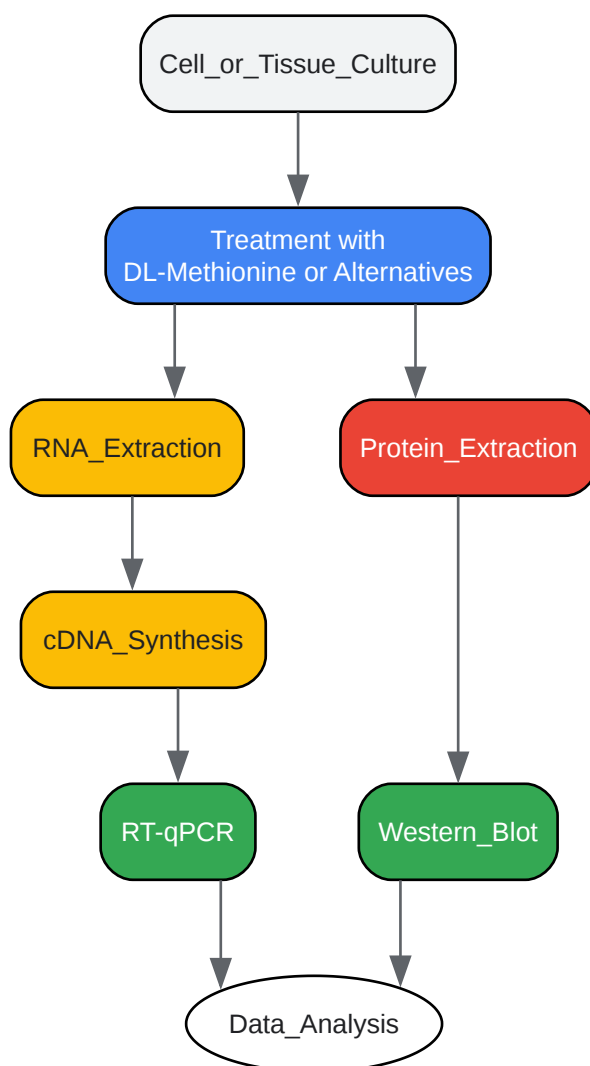 Cell_or_Tissue_Culture
Treatment with
DL-Methionine or Alternatives
RNA_Extraction
Protein_Extraction
cDNA_Synthesis
RT-qPCR
Western_Blot
Data_Analysis